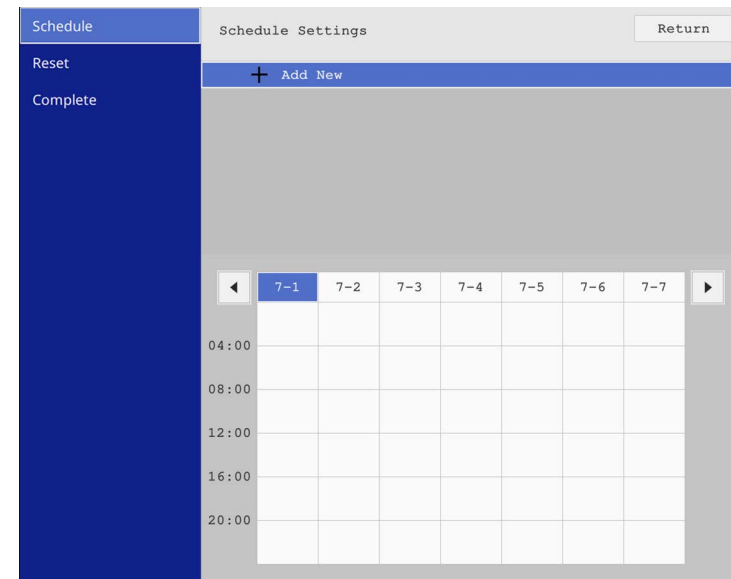 Schedule
Reset
Complete
Schedule Settings
Return
Add New
7-1 7-2 7-3 7-4 7-5 7-6 7-7
04:00
08:00
12:00
16:00
20:00